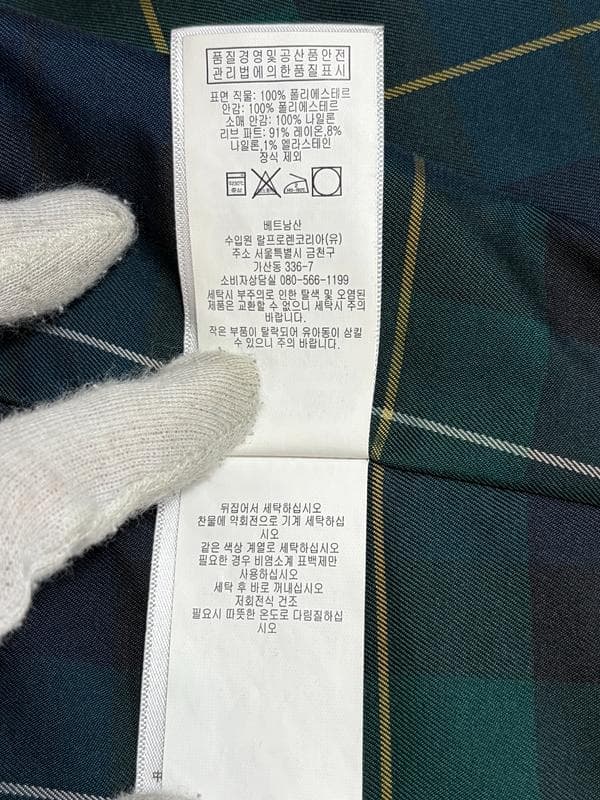 품질경영및공산품안전
관리법에의한품질표시
표면 직물: 100% 폴리에스테르
안감: 100% 폴리에스테르
소매 안감: 100% 나일론
리브 파트: 91% 레이온,8%
나일론,1% 엘리스테인
장식 제외
베트남산
수입원 랄프로렌코리아(유)
주소 서울특별시 금천구
가산동 336-7
소비자상담실 080-566-1199
세탁시 부주의로 인한 탈색 및 오염된
제품은 교환할 수 없으니 세탁시 주의
바랍니다.
작은 부품이 탈락되어 유아동이 삼킬
수 있으니 주의 바랍니다.
뒤집어서 세탁하십시오
찬물에 약회전으로 기계 세탁하십
시오
같은 색상 계열로 세탁하십시오
필요한 경우 비염소계 표백제만
사용하십시오
세탁 후 바로 꺼내십시오
저회전식 건조
필요시 따뜻한 온도로 다림질하십
시오
中